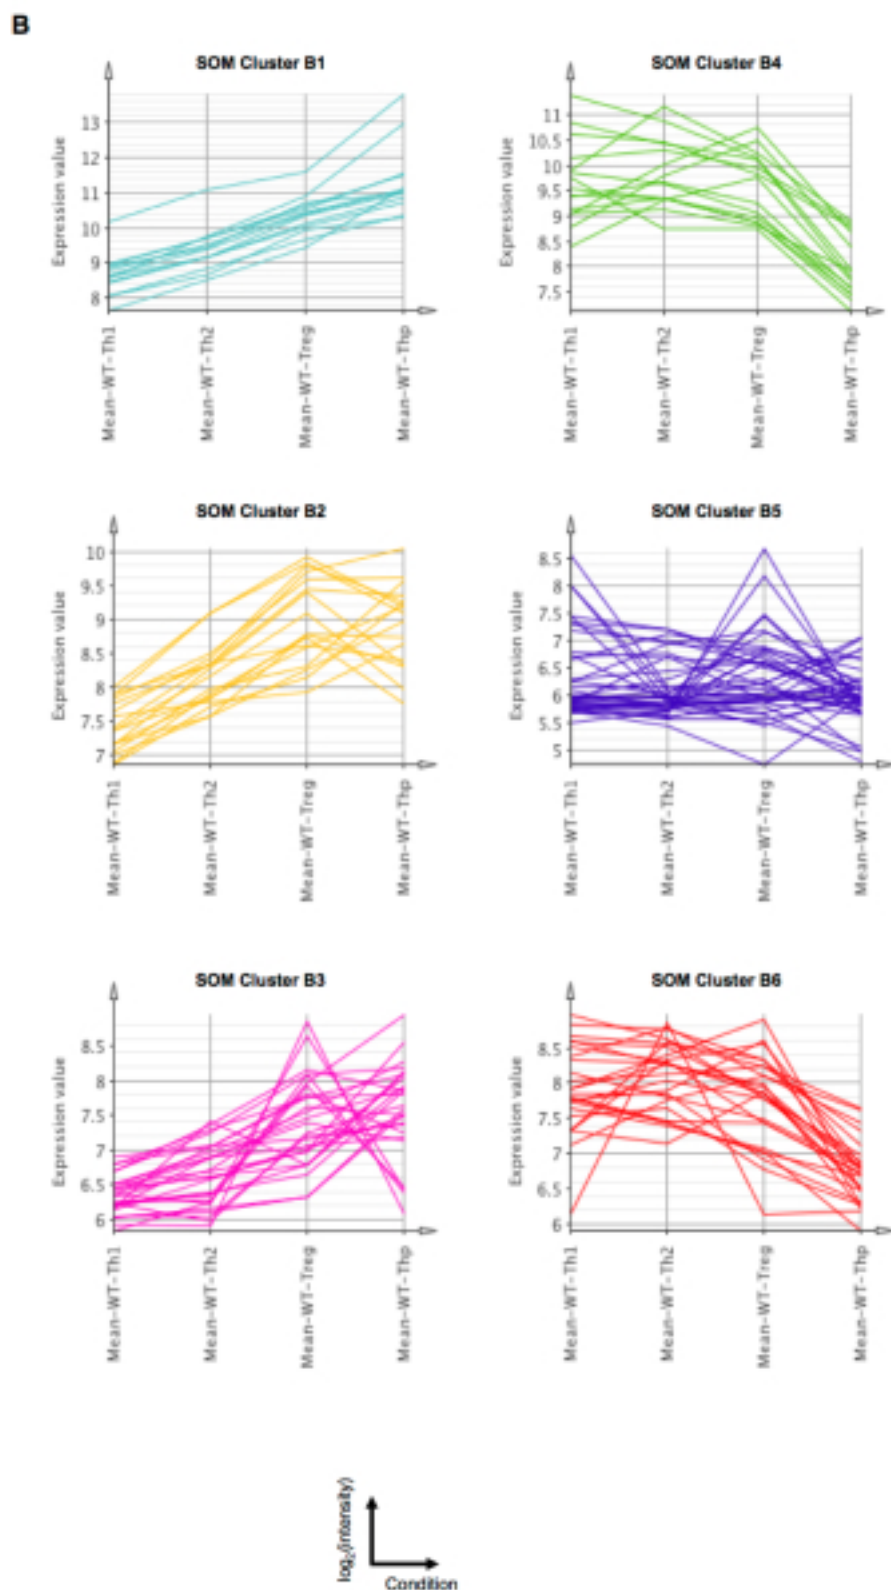 B
SOM Cluster B1
Expression value
13
12
11
10
9
8
Mean-WT-Th1
Mean-WT-Th2
Mean-WT-Treg
Mean-WT-Thp
SOM Cluster B4
Expression value
11
10.5
10
9.5
9
8.5
8
7.5
Mean-WT-Th1
Mean-WT-Th2
Mean-WT-Treg
Mean-WT-Thp
SOM Cluster B2
Expression value
10
9.5
9
8.5
8
7.5
7
Mean-WT-Th1
Mean-WT-Th2
Mean-WT-Treg
Mean-WT-Thp
SOM Cluster B5
Expression value
8.5
8
7.5
7
6.5
6
5.5
5
Mean-WT-Th1
Mean-WT-Th2
Mean-WT-Treg
Mean-WT-Thp
SOM Cluster B3
Expression value
8.5
8
7.5
7
6.5
6
Mean-WT-Th1
Mean-WT-Th2
Mean-WT-Treg
Mean-WT-Thp
SOM Cluster B6
Expression value
8.5
8
7.5
7
6.5
6
Mean-WT-Th1
Mean-WT-Th2
Mean-WT-Treg
Mean-WT-Thp
log₂(intensity)
Condition